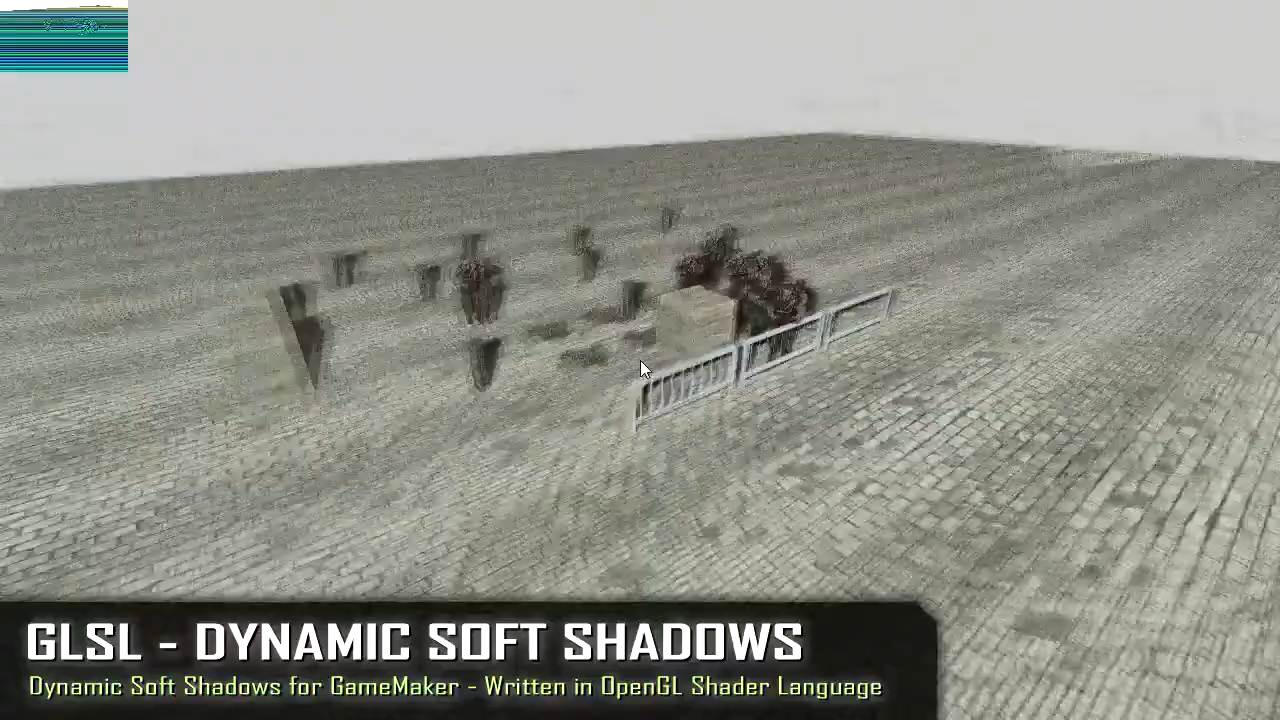 GLSL - DYNAMIC SOFT SHADOWS
Dynamic Soft Shadows for GameMaker - Written in OpenGL Shader Language